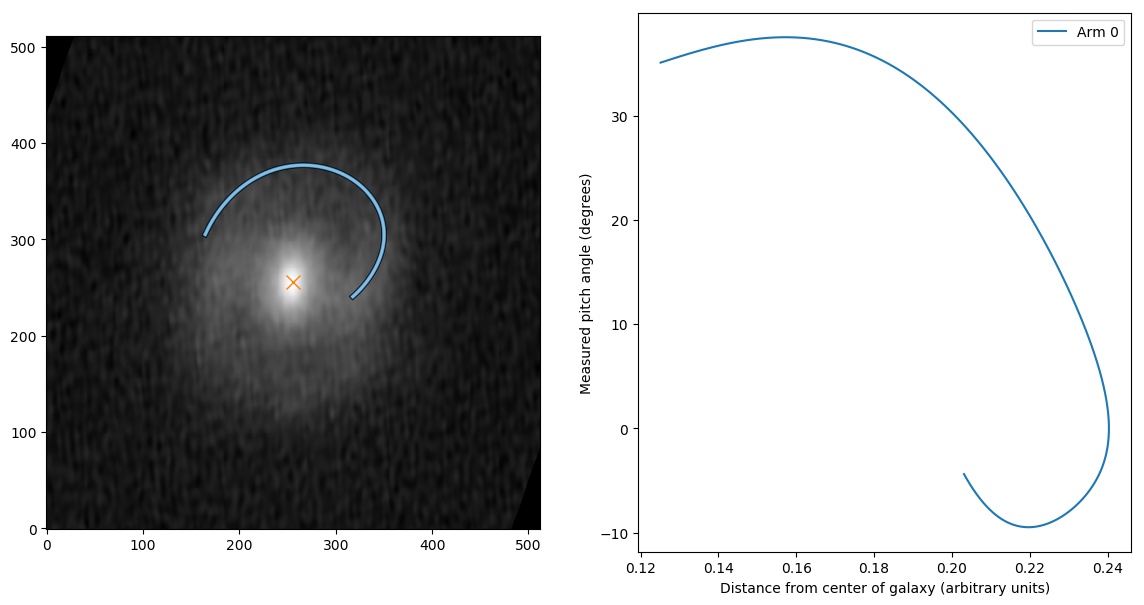 500
400
300
200
100
0
0 100 200 300 400 500
Arm 0
Measured pitch angle (degrees)
30
20
10
0
−10
0.12 0.14 0.16 0.18 0.20 0.22 0.24
Distance from center of galaxy (arbitrary units)